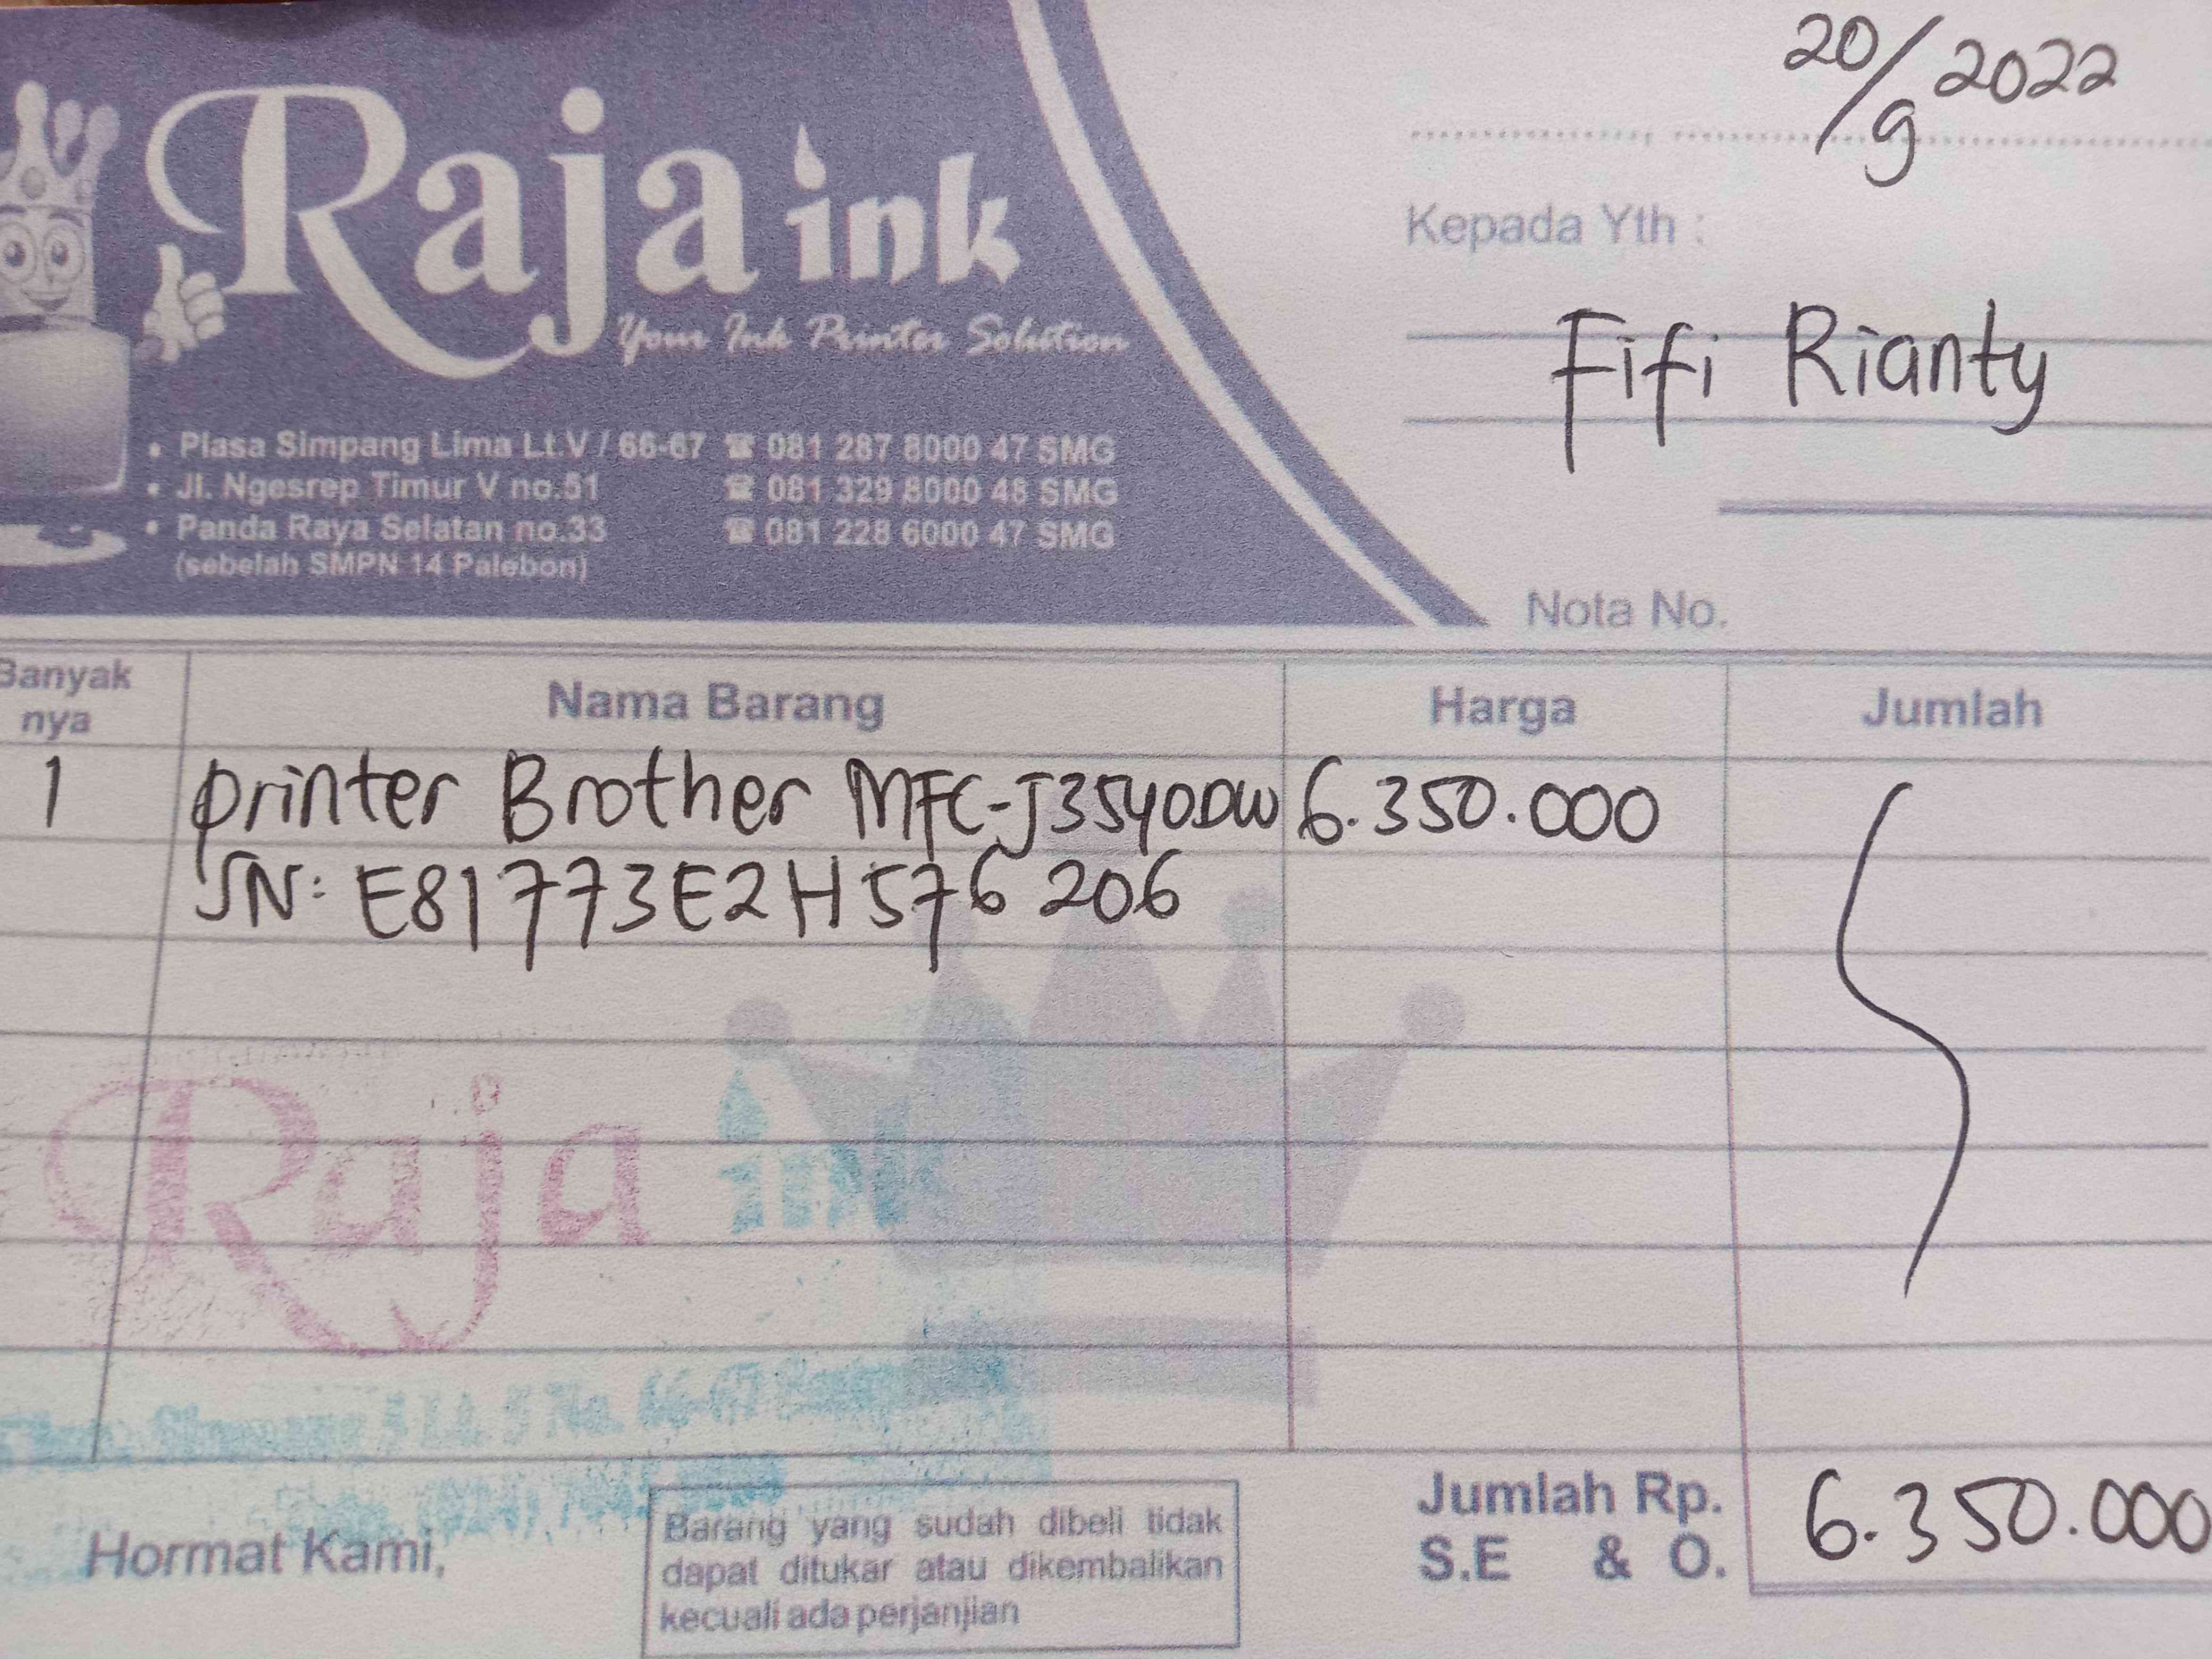 20/9 2022
Raja ink
Your Ink Printer Solution
Kepada Yth :
Fifi Rianty
• Plasa Simpang Lima Lt.V / 66-67 ☎ 081 287 8000 47 SMG
• Jl. Ngesrep Timur V no.51 ☎ 081 329 8000 48 SMG
• Panda Raya Selatan no.33 ☎ 081 228 6000 47 SMG
(sebelah SMPN 14 Palebon)
Nota No.
Banyak
nya
Nama Barang
Harga
Jumlah
1 printer Brother MFC-J3540DW 6.350.000
SN: E81773E2H576206
Raja ink
Hormat Kami,
Barang yang sudah dibeli tidak
dapat ditukar atau dikembalikan
kecuali ada perjanjian
Jumlah Rp. 6.350.000
S.E & O.